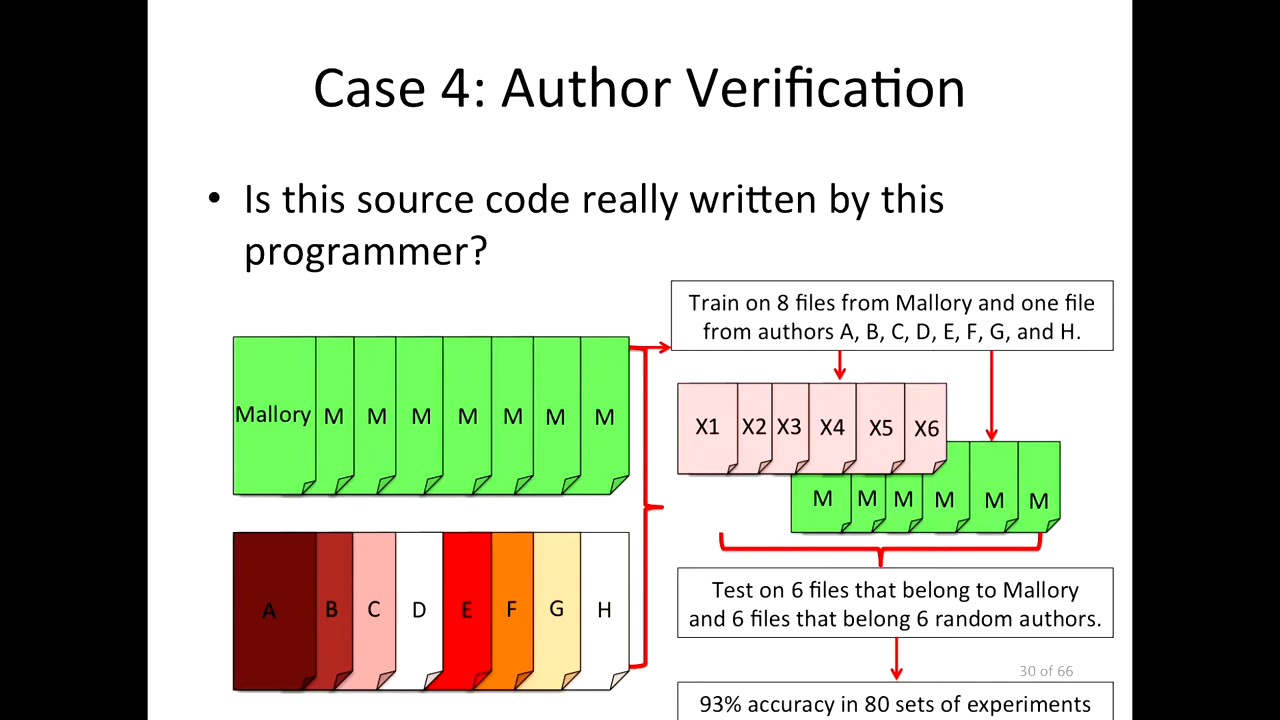 Case 4: Author Verification
• Is this source code really written by this
programmer?
Train on 8 files from Mallory and one file
from authors A, B, C, D, E, F, G, and H.
Mallory M M M M M M M
X1 X2 X3 X4 X5 X6
M M M M M M
A B C D E F G H
Test on 6 files that belong to Mallory
and 6 files that belong 6 random authors.
30 of 66
93% accuracy in 80 sets of experiments